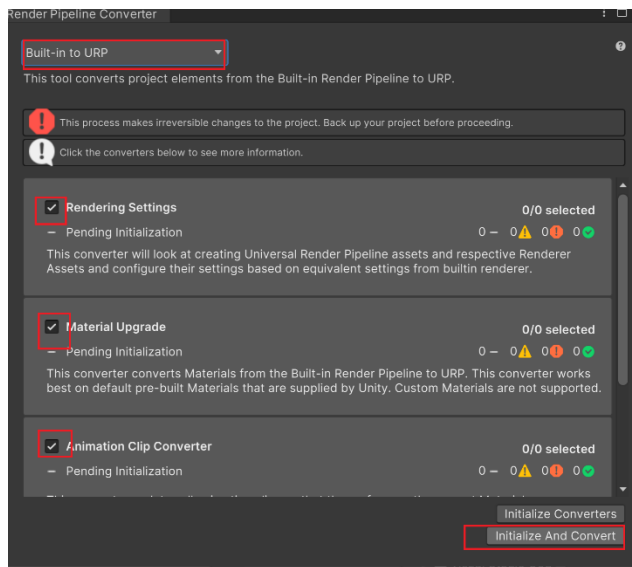 Render Pipeline Converter
Built-in to URP
This tool converts project elements from the Built-in Render Pipeline to URP.
This process makes irreversible changes to the project. Back up your project before proceeding.
Click the converters below to see more information.
Rendering Settings 0/0 selected
Pending Initialization 0 – 0 0 0
This converter will look at creating Universal Render Pipeline assets and respective Renderer
Assets and configure their settings based on equivalent settings from builtin renderer.
Material Upgrade 0/0 selected
Pending Initialization 0 – 0 0 0
This converter converts Materials from the Built-in Render Pipeline to URP. This converter works
best on default pre-built Materials that are supplied by Unity. Custom Materials are not supported.
Animation Clip Converter 0/0 selected
Pending Initialization 0 – 0 0 0
Initialize Converters
Initialize And Convert